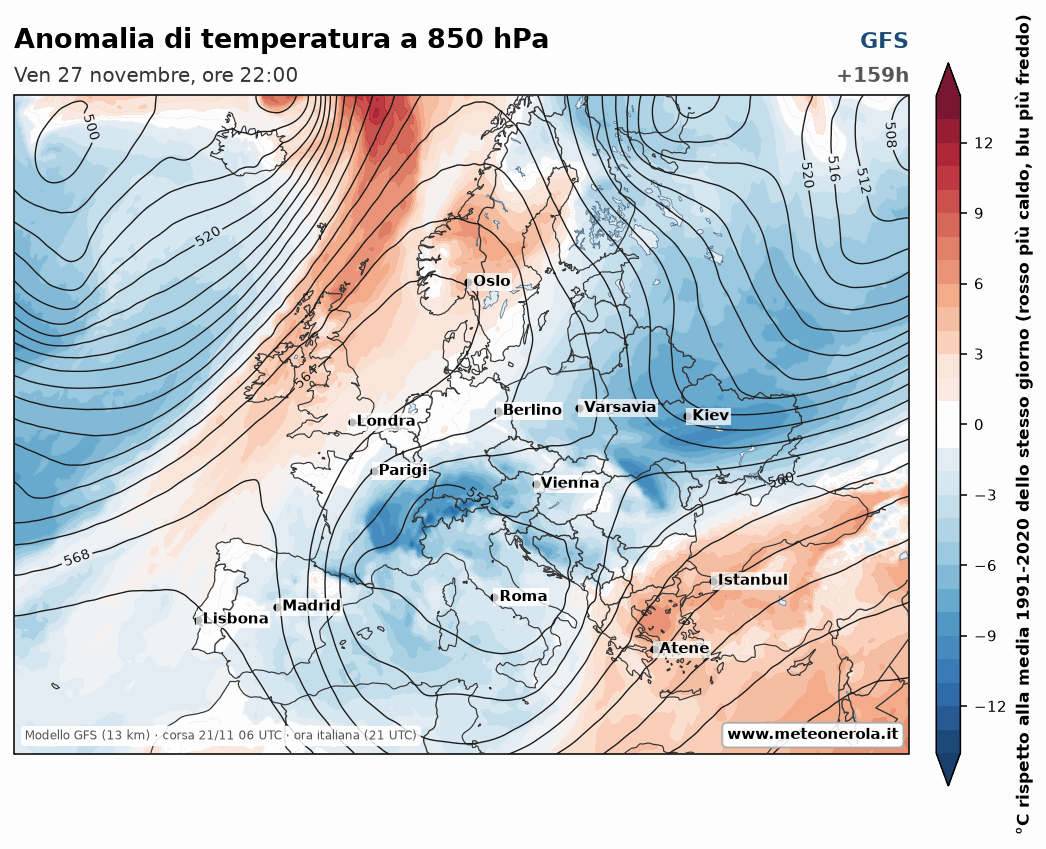 Anomalia di temperatura a 850 hPa
GFS
Ven 27 novembre, ore 22:00
+159h
500
508
520
516
512
520
564
560
568
Oslo
Londra
Berlino
Varsavia
Kiev
Parigi
Vienna
Madrid
Lisbona
Roma
Istanbul
Atene
Modello GFS (13 km) · corsa 21/11 06 UTC · ora italiana (21 UTC)
www.meteonerola.it
12
9
6
3
0
−3
−6
−9
−12
°C rispetto alla media 1991-2020 dello stesso giorno (rosso più caldo, blu più freddo)